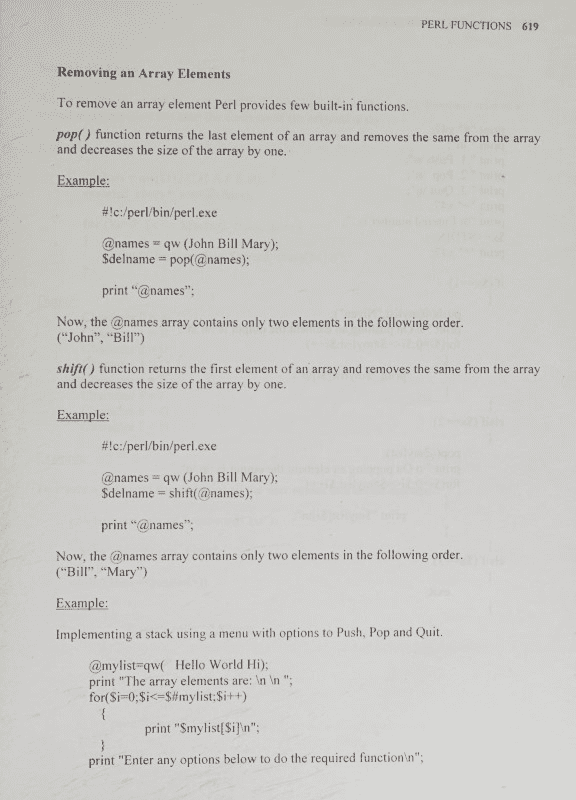 PERL FUNCTIONS 619
Removing an Array Elements
To remove an array element Perl provides few built-in functions.
pop( ) function returns the last element of an array and removes the same from the array
and decreases the size of the array by one.
Example:
#!c:/perl/bin/perl.exe
@names = qw (John Bill Mary);
$delname = pop(@names);
print “@names”;
Now, the @names array contains only two elements in the following order.
(“John”, “Bill”)
shift( ) function returns the first element of an array and removes the same from the array
and decreases the size of the array by one.
Example:
#!c:/perl/bin/perl.exe
@names = qw (John Bill Mary);
$delname = shift(@names);
print “@names”;
Now, the @names array contains only two elements in the following order.
(“Bill”, “Mary”)
Example:
Implementing a stack using a menu with options to Push, Pop and Quit.
@mylist=qw( Hello World Hi);
print "The array elements are: \n \n ";
for($i=0;$i<=$#mylist;$i++)
{
print "$mylist[$i]\n";
}
print "Enter any options below to do the required function\n";